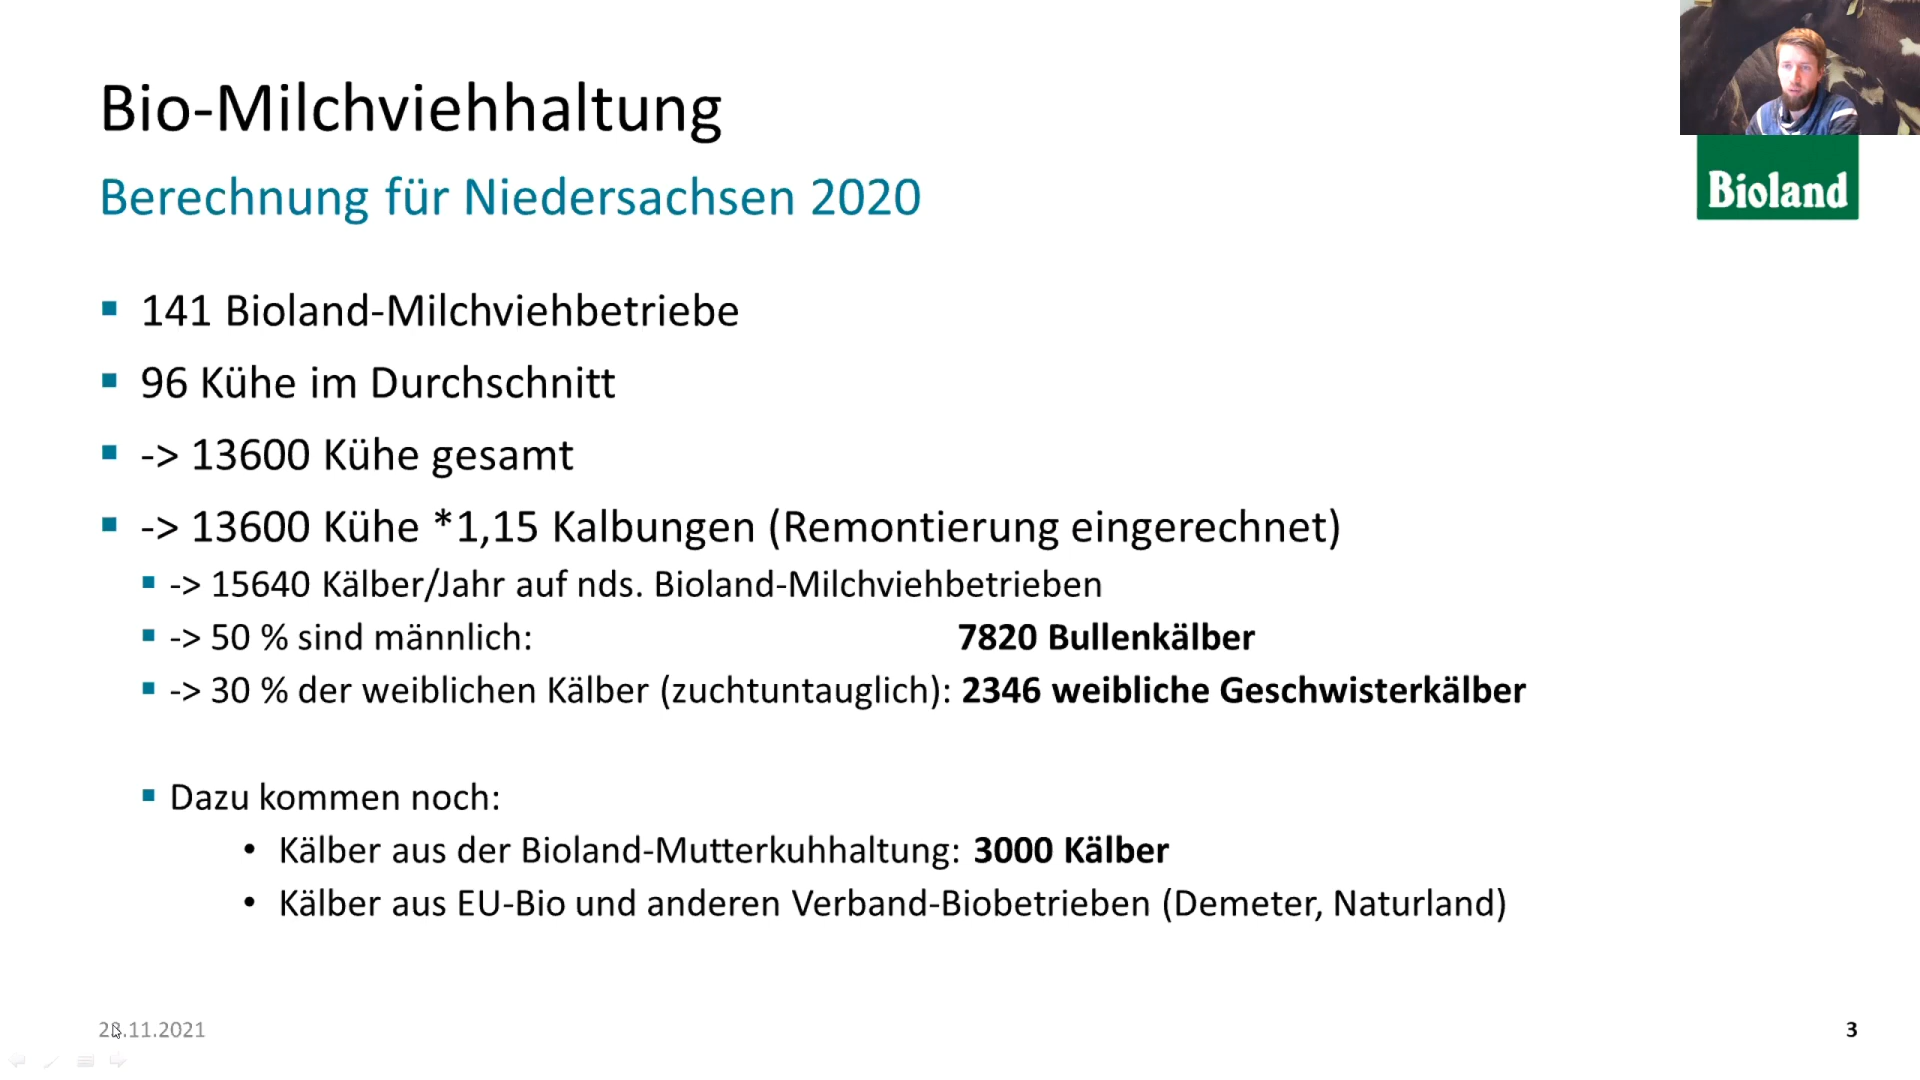 Bio-Milchviehhaltung
Berechnung für Niedersachsen 2020
Bioland
141 Bioland-Milchviehbetriebe
96 Kühe im Durchschnitt
-> 13600 Kühe gesamt
-> 13600 Kühe *1,15 Kalbungen (Remontierung eingerechnet)
-> 15640 Kälber/Jahr auf nds. Bioland-Milchviehbetrieben
-> 50 % sind männlich: 7820 Bullenkälber
-> 30 % der weiblichen Kälber (zuchtuntauglich): 2346 weibliche Geschwisterkälber
Dazu kommen noch:
• Kälber aus der Bioland-Mutterkuhhaltung: 3000 Kälber
• Kälber aus EU-Bio und anderen Verband-Biobetrieben (Demeter, Naturland)
3